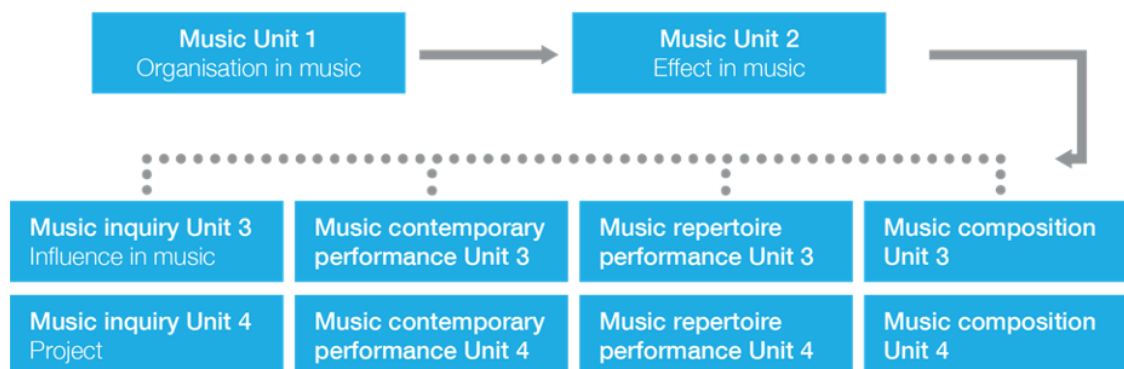 Music Unit 1
Organisation in music
Music Unit 2
Effect in music
Music inquiry Unit 3
Influence in music
Music contemporary
performance Unit 3
Music repertoire
performance Unit 3
Music composition
Unit 3
Music inquiry Unit 4
Project
Music contemporary
performance Unit 4
Music repertoire
performance Unit 4
Music composition
Unit 4